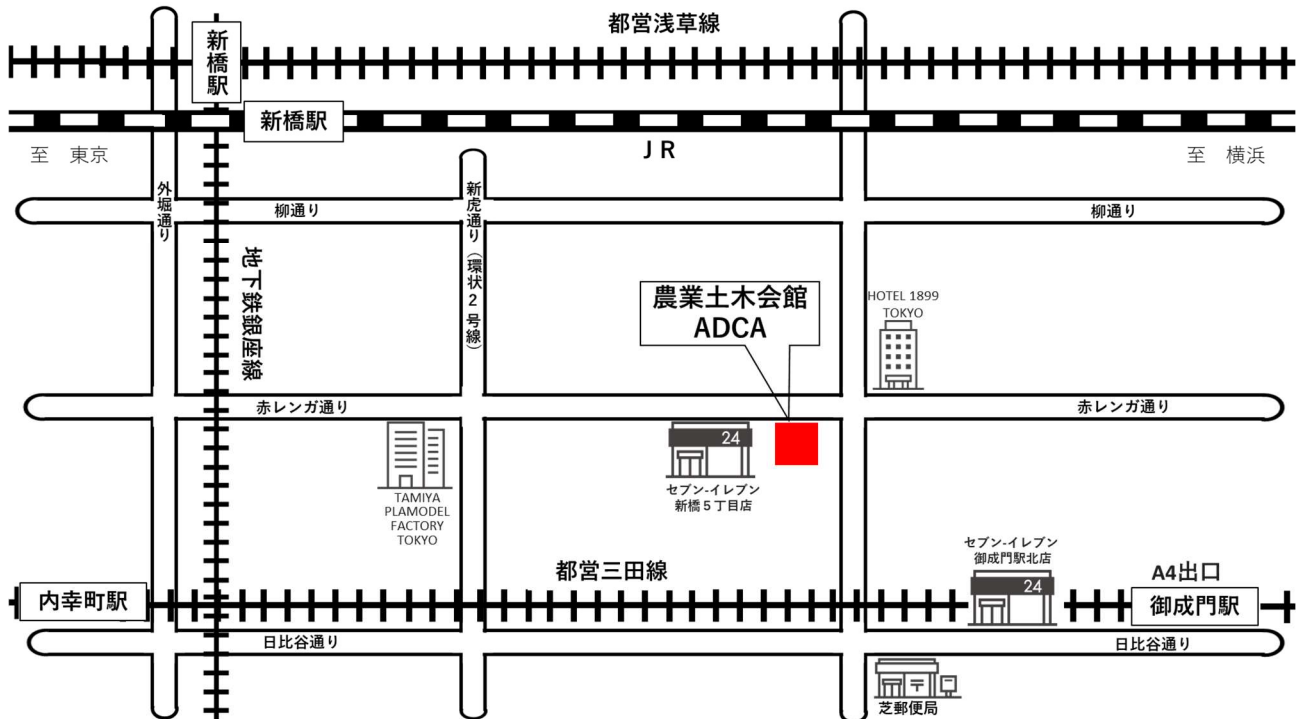 都営浅草線
新橋駅
新橋駅
JR
至 東京
至 横浜
外堀通り
新虎通り(環状2号線)
柳通り
柳通り
地下鉄銀座線
農業土木会館
ADCA
HOTEL 1899
TOKYO
赤レンガ通り
赤レンガ通り
24
セブン-イレブン
新橋5丁目店
TAMIYA
PLAMODEL
FACTORY
TOKYO
都営三田線
セブン-イレブン
御成門駅北店
24
A4出口
内幸町駅
御成門駅
日比谷通り
日比谷通り
〒
芝郵便局